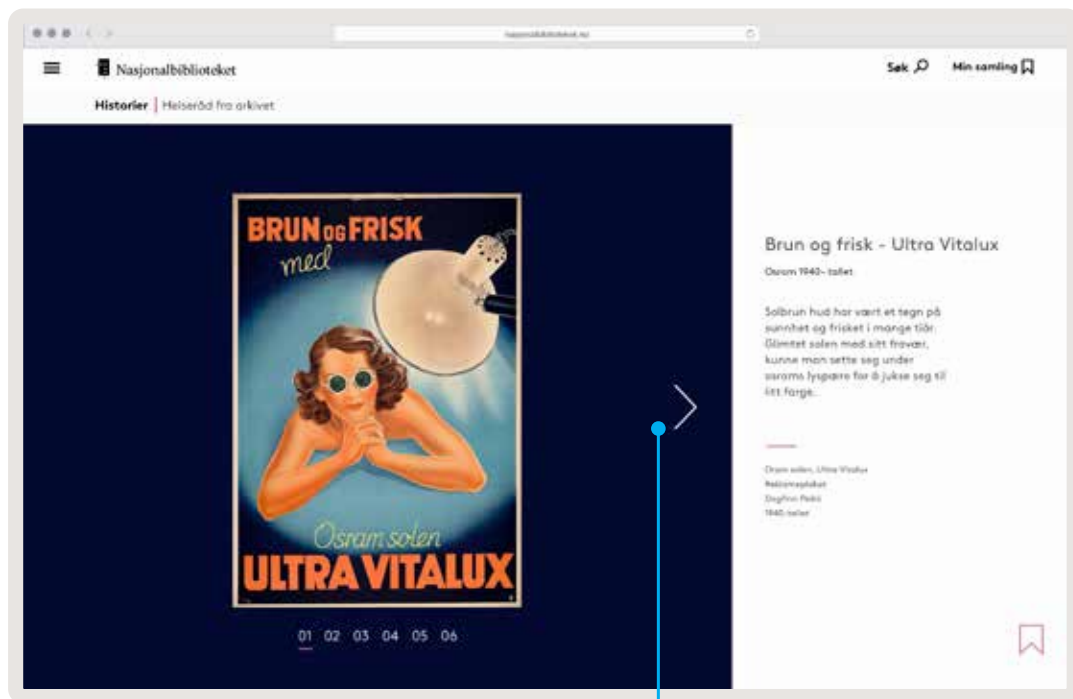 nasjonalbiblioteket.no
Nasjonalbiblioteket
Søk
Min samling
Historier | Helseråd fra arkivet
BRUN OG FRISK
med
Osram solen
ULTRA VITALUX
01 02 03 04 05 06
Brun og frisk - Ultra Vitalux
Osram 1940- tallet
Solbrun hud har vært et tegn på
sunnhet og frisket i mange tiår.
Glimtet solen med sitt fravær,
kunne man sette seg under
osrams lyspære for å jukse seg til
litt farge.
Osram solen, Ultra Vitalux
Reklameplakat
1940-tallet